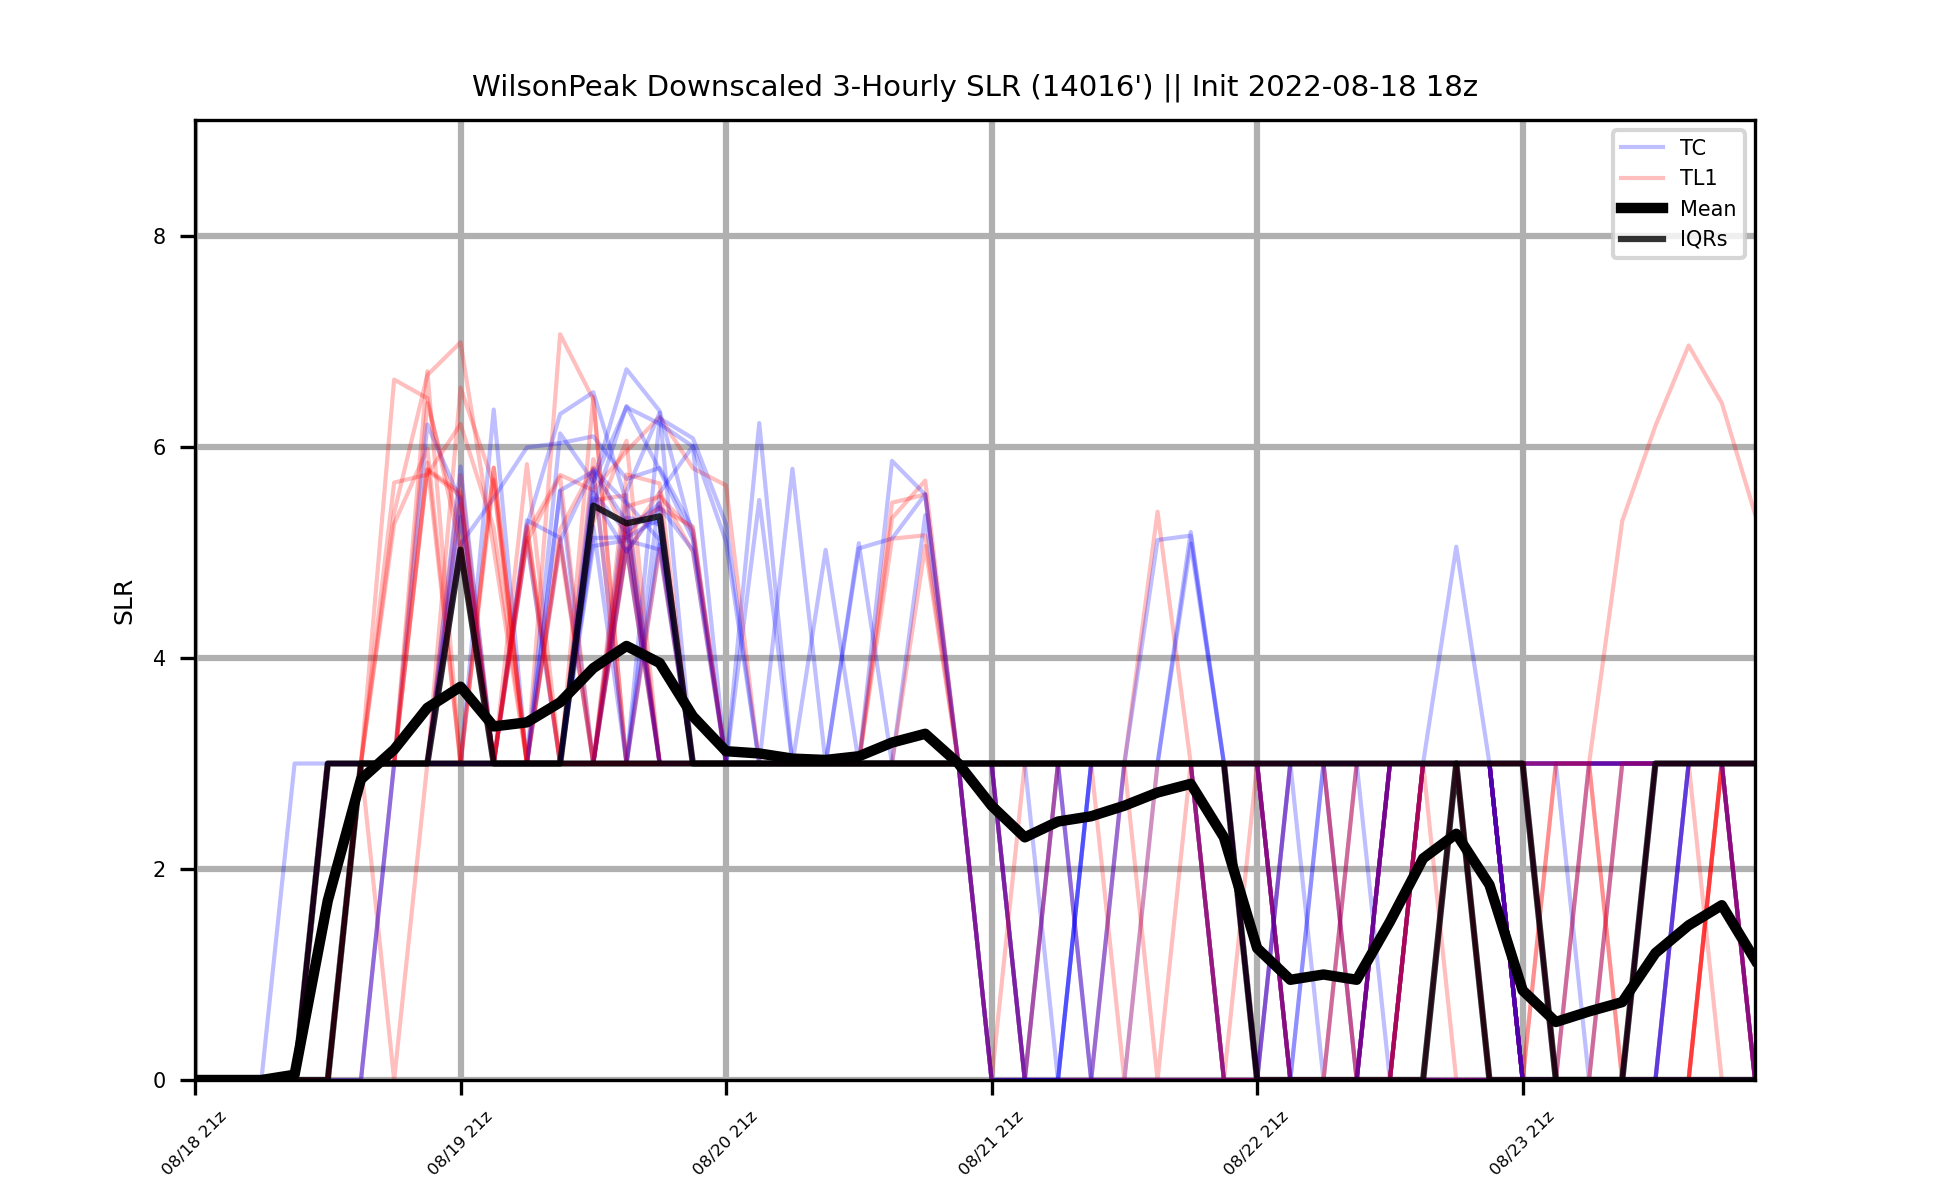 WilsonPeak Downscaled 3-Hourly SLR (14016') || Init 2022-08-18 18z
TC
TL1
Mean
IQRs
SLR
8
6
4
2
0
08/18 21z
08/19 21z
08/20 21z
08/21 21z
08/22 21z
08/23 21z